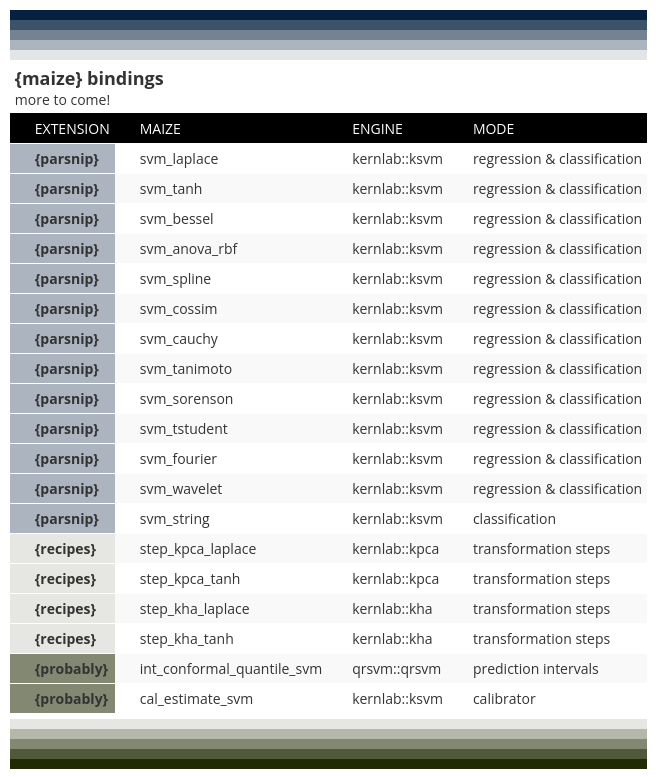 {maize} bindings
more to come!
EXTENSION MAIZE ENGINE MODE
{parsnip} svm_laplace kernlab::ksvm regression & classification
{parsnip} svm_tanh kernlab::ksvm regression & classification
{parsnip} svm_bessel kernlab::ksvm regression & classification
{parsnip} svm_anova_rbf kernlab::ksvm regression & classification
{parsnip} svm_spline kernlab::ksvm regression & classification
{parsnip} svm_cossim kernlab::ksvm regression & classification
{parsnip} svm_cauchy kernlab::ksvm regression & classification
{parsnip} svm_tanimoto kernlab::ksvm regression & classification
{parsnip} svm_sorenson kernlab::ksvm regression & classification
{parsnip} svm_tstudent kernlab::ksvm regression & classification
{parsnip} svm_fourier kernlab::ksvm regression & classification
{parsnip} svm_wavelet kernlab::ksvm regression & classification
{parsnip} svm_string kernlab::ksvm classification
{recipes} step_kpca_laplace kernlab::kpca transformation steps
{recipes} step_kpca_tanh kernlab::kpca transformation steps
{recipes} step_kha_laplace kernlab::kha transformation steps
{recipes} step_kha_tanh kernlab::kha transformation steps
{probably} int_conformal_quantile_svm qrsvm::qrsvm prediction intervals
{probably} cal_estimate_svm kernlab::ksvm calibrator